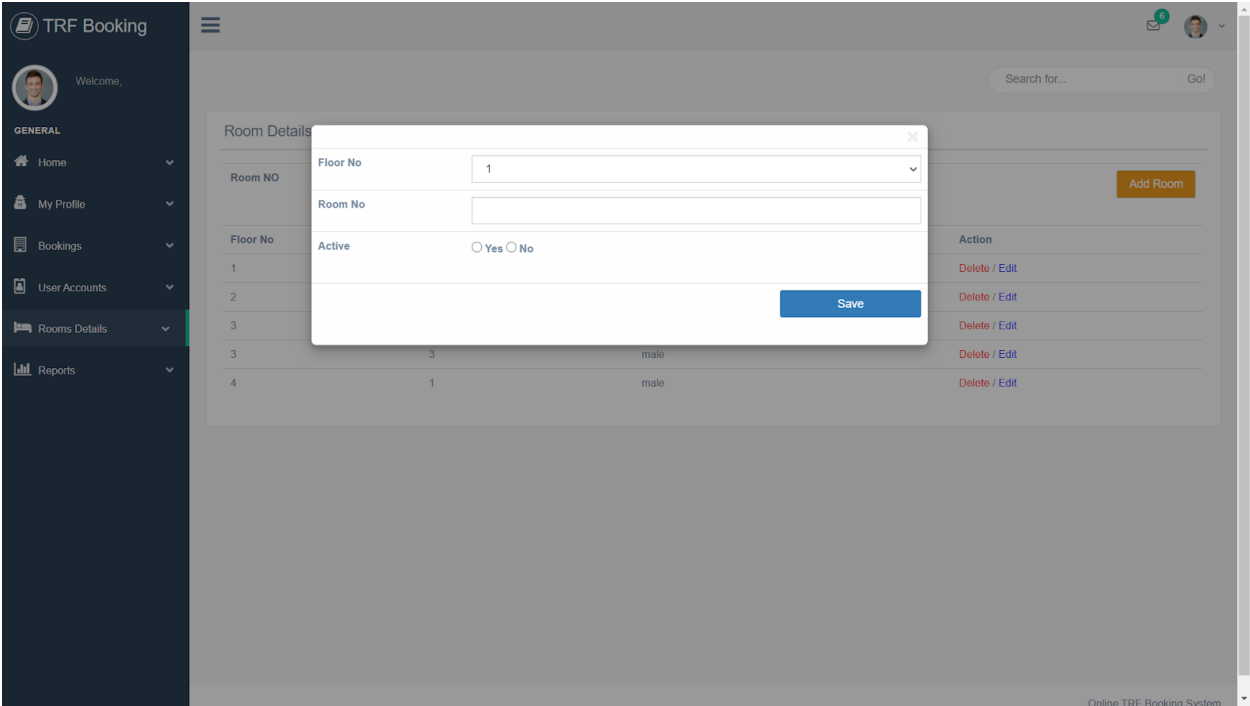 TRF Booking
6
Welcome,
Search for...
Go!
GENERAL
Home
My Profile
Bookings
User Accounts
Rooms Details
Reports
Room Details
Room NO
Add Room
Floor No
1
Room No
Active
Yes No
Save
Floor No Action
1 Delete / Edit
2 Delete / Edit
3 Delete / Edit
3 3 male Delete / Edit
4 1 male Delete / Edit
Online TRF Booking System